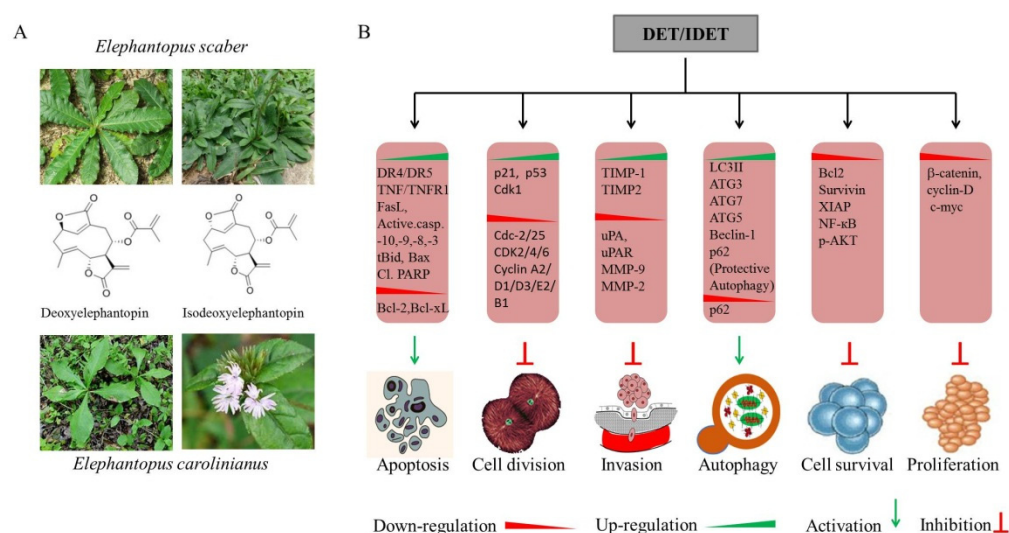 A
Elephantopus scaber
O
O
O
O
O
O
O
O
O
O
O
O
Deoxyelephantopin
Isodeoxyelephantopin
Elephantopus carolinianus
B
DET/IDET
DR4/DR5
TNF/TNFR1
FasL,
Active.casp.
-10,-9,-8,-3
tBid, Bax
Cl. PARP
Bcl-2,Bcl-xL
p21, p53
Cdk1
Cdc-2/25
CDK2/4/6
Cyclin A2/
D1/D3/E2/
B1
TIMP-1
TIMP2
uPA,
uPAR
MMP-9
MMP-2
LC3II
ATG3
ATG7
ATG5
Beclin-1
p62
(Protective
Autophagy)
p62
Bcl2
Survivin
XIAP
NF-κB
p-AKT
β-catenin,
cyclin-D
c-myc
Apoptosis
Cell division
Invasion
Autophagy
Cell survival
Proliferation
Down-regulation
Up-regulation
Activation
Inhibition